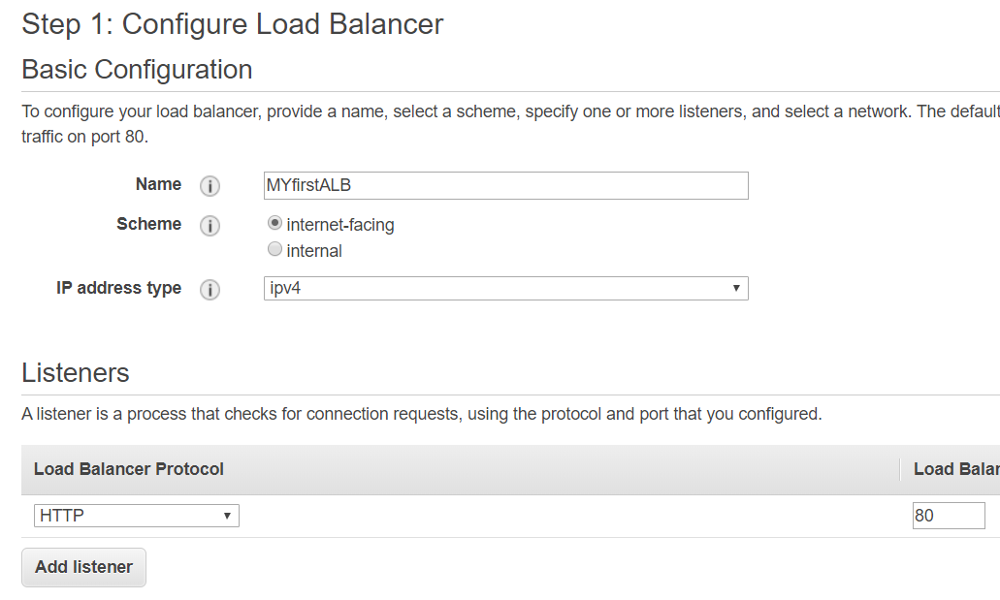 Step 1: Configure Load Balancer
Basic Configuration
To configure your load balancer, provide a name, select a scheme, specify one or more listeners, and select a network. The default
traffic on port 80.
Name i MYfirstALB
Scheme i internet-facing
internal
IP address type i ipv4
Listeners
A listener is a process that checks for connection requests, using the protocol and port that you configured.
Load Balancer Protocol Load Balan
HTTP 80
Add listener